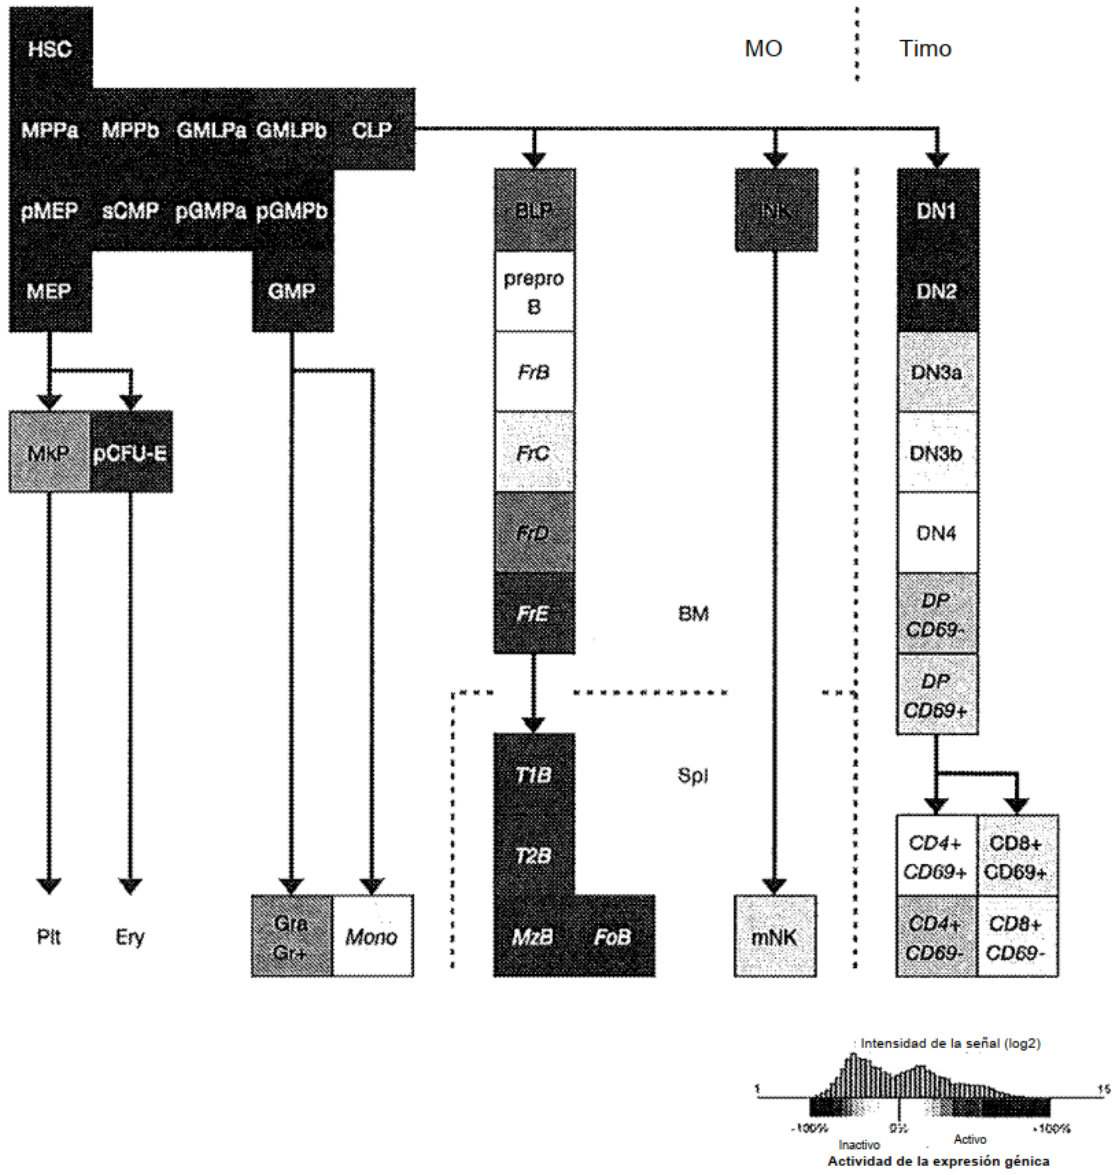 HSC
MO
Timo
MPPa MPPb GMLPa GMLPb CLP
pMEP sCMP pGMPa pGMPb
BLP
iNK
DN1
MEP
GMP
prepro
B
DN2
FrB
DN3a
MkP pCFU-E
FrC
DN3b
FrD
DN4
FrE
BM
DP
CD69-
DP
CD69+
T1B
Spl
T2B
CD4+
CD69+
CD8+
CD69+
Plt
Ery
Gra
Gr+
Mono
MzB FoB
mNK
CD4+
CD69-
CD8+
CD69-
Intensidad de la señal (log2)
1
15
-100% 0% +100%
Inactivo Activo
Actividad de la expresión génica